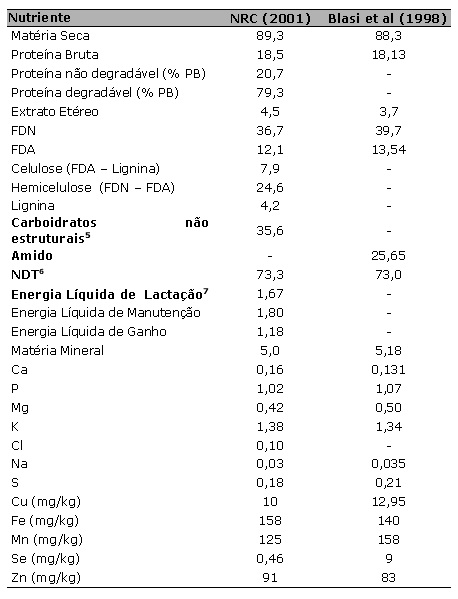 Nutriente NRC (2001) Blasi et al (1998)
Matéria Seca 89,3 88,3
Proteína Bruta 18,5 18,13
Proteína não degradável (% PB) 20,7 -
Proteína degradável (% PB) 79,3 -
Extrato Etéreo 4,5 3,7
FDN 36,7 39,7
FDA 12,1 13,54
Celulose (FDA – Lignina) 7,9 -
Hemicelulose (FDN – FDA) 24,6 -
Lignina 4,2 -
Carboidratos não
estruturais⁵ 35,6 -
Amido - 25,65
NDT⁶ 73,3 73,0
Energia Líquida de Lactação⁷ 1,67 -
Energia Líquida de Manutenção 1,80 -
Energia Líquida de Ganho 1,18 -
Matéria Mineral 5,0 5,18
Ca 0,16 0,131
P 1,02 1,07
Mg 0,42 0,50
K 1,38 1,34
Cl 0,10 -
Na 0,03 0,035
S 0,18 0,21
Cu (mg/kg) 10 12,95
Fe (mg/kg) 158 140
Mn (mg/kg) 125 158
Se (mg/kg) 0,46 9
Zn (mg/kg) 91 83